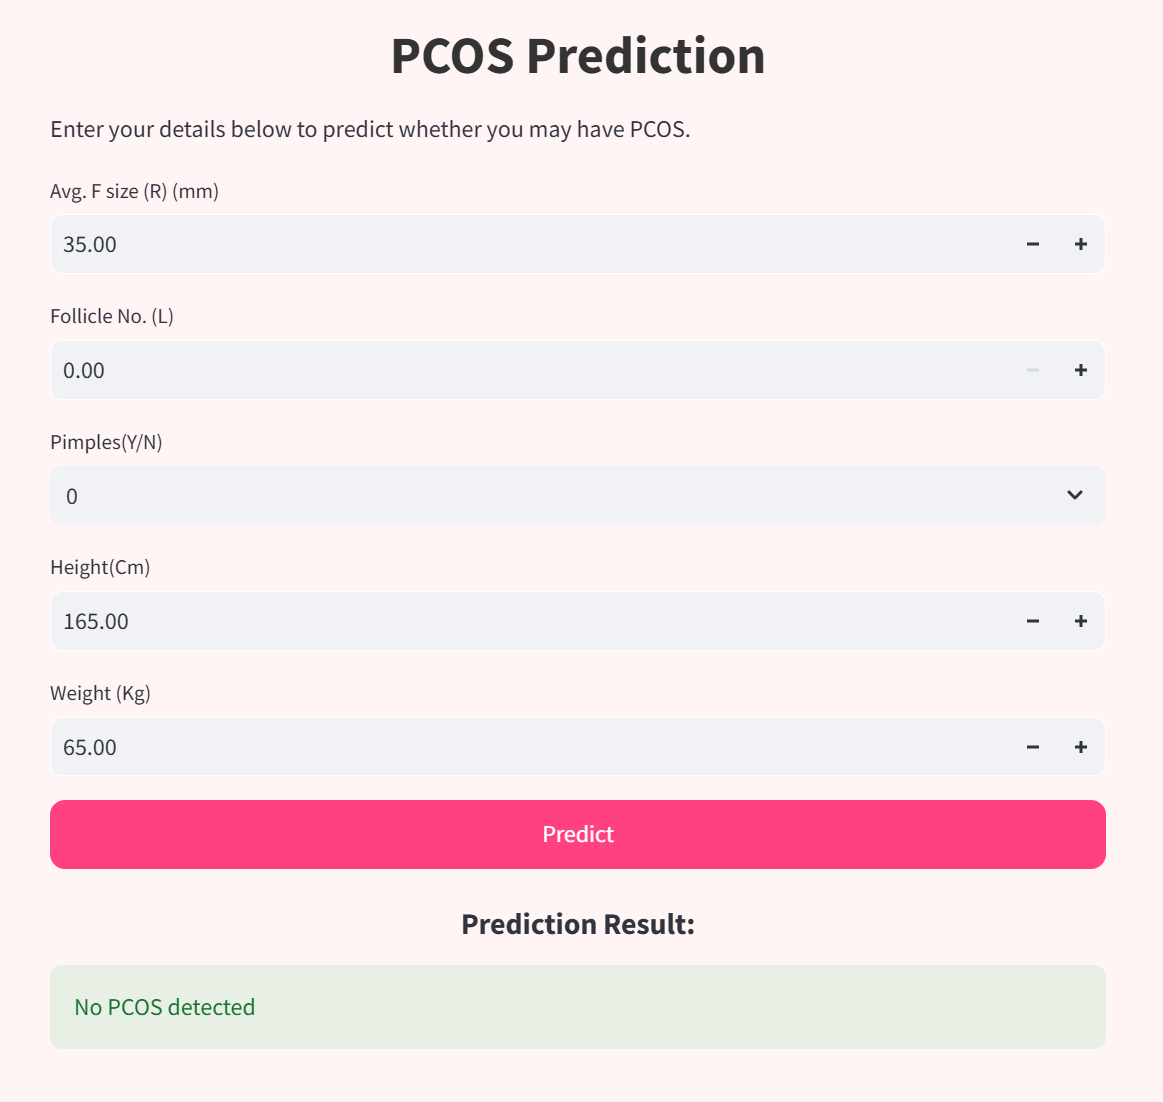 PCOS Prediction
Enter your details below to predict whether you may have PCOS.
Avg. F size (R) (mm)
35.00
Follicle No. (L)
0.00
Pimples(Y/N)
0
Height(Cm)
165.00
Weight (Kg)
65.00
Predict
Prediction Result:
No PCOS detected